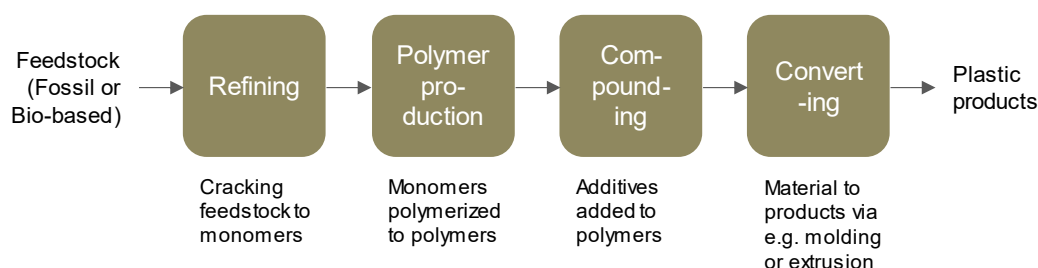 Feedstock
(Fossil or
Bio-based)
Refining
Polymer
pro-
duction
Com-
pound-
ing
Convert
-ing
Plastic
products
Cracking
feedstock to
monomers
Monomers
polymerized
to polymers
Additives
added to
polymers
Material to
products via
e.g. molding
or extrusion